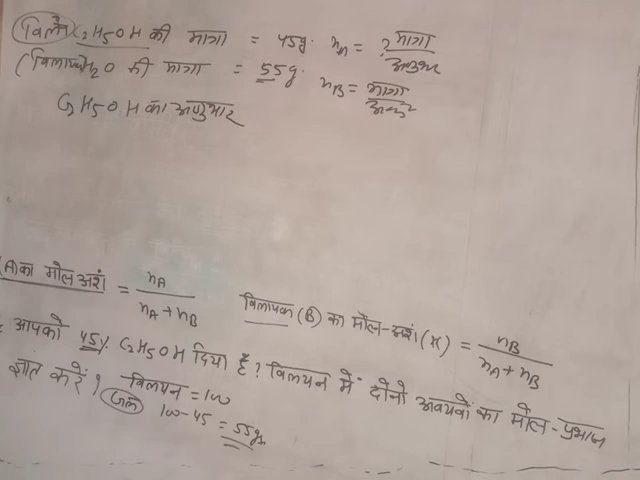 विलेय C₂H5OH की मात्रा = 45g. nA = ? मात्रा / अणुभार
(विलायक) H₂O की मात्रा = 55g. nB = मात्रा / अणुभार
C₂H5OH का अणुभार
(A) का मोल अंश = nA / nA + nB
विलायक (B) का मोल-अंश (x) = nB / nA + nB
आपको 45% C₂H5OH दिया है? विलयन में दोनो अवयवों का मोल-प्रभाज
ज्ञात करें? विलयन = 100
जल 100-45 = 55gm